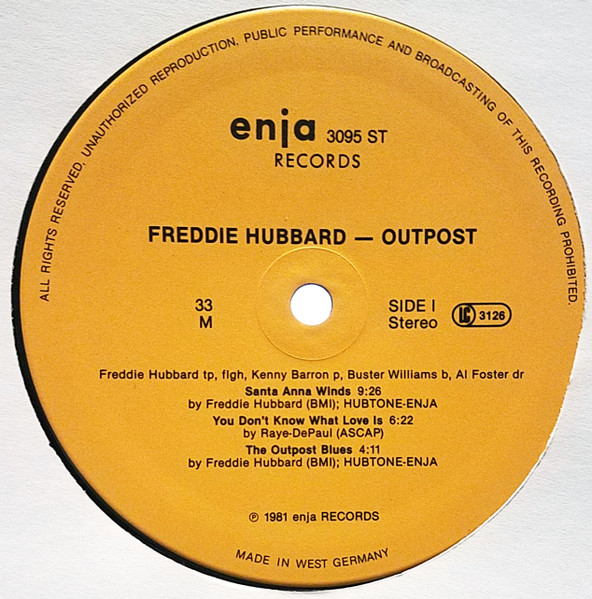 ALL RIGHTS RESERVED, UNAUTHORIZED REPRODUCTION, PUBLIC PERFORMANCE AND BROADCASTING OF THIS RECORDING PROHIBITED.
enja 3095 ST
RECORDS
FREDDIE HUBBARD — OUTPOST
33 SIDE I LC 3126
M Stereo
Freddie Hubbard tp, flgh, Kenny Barron p, Buster Williams b, Al Foster dr
Santa Anna Winds 9:26
by Freddie Hubbard (BMI); HUBTONE-ENJA
You Don't Know What Love Is 6:22
by Raye-DePaul (ASCAP)
The Outpost Blues 4:11
by Freddie Hubbard (BMI); HUBTONE-ENJA
℗ 1981 enja RECORDS
MADE IN WEST GERMANY